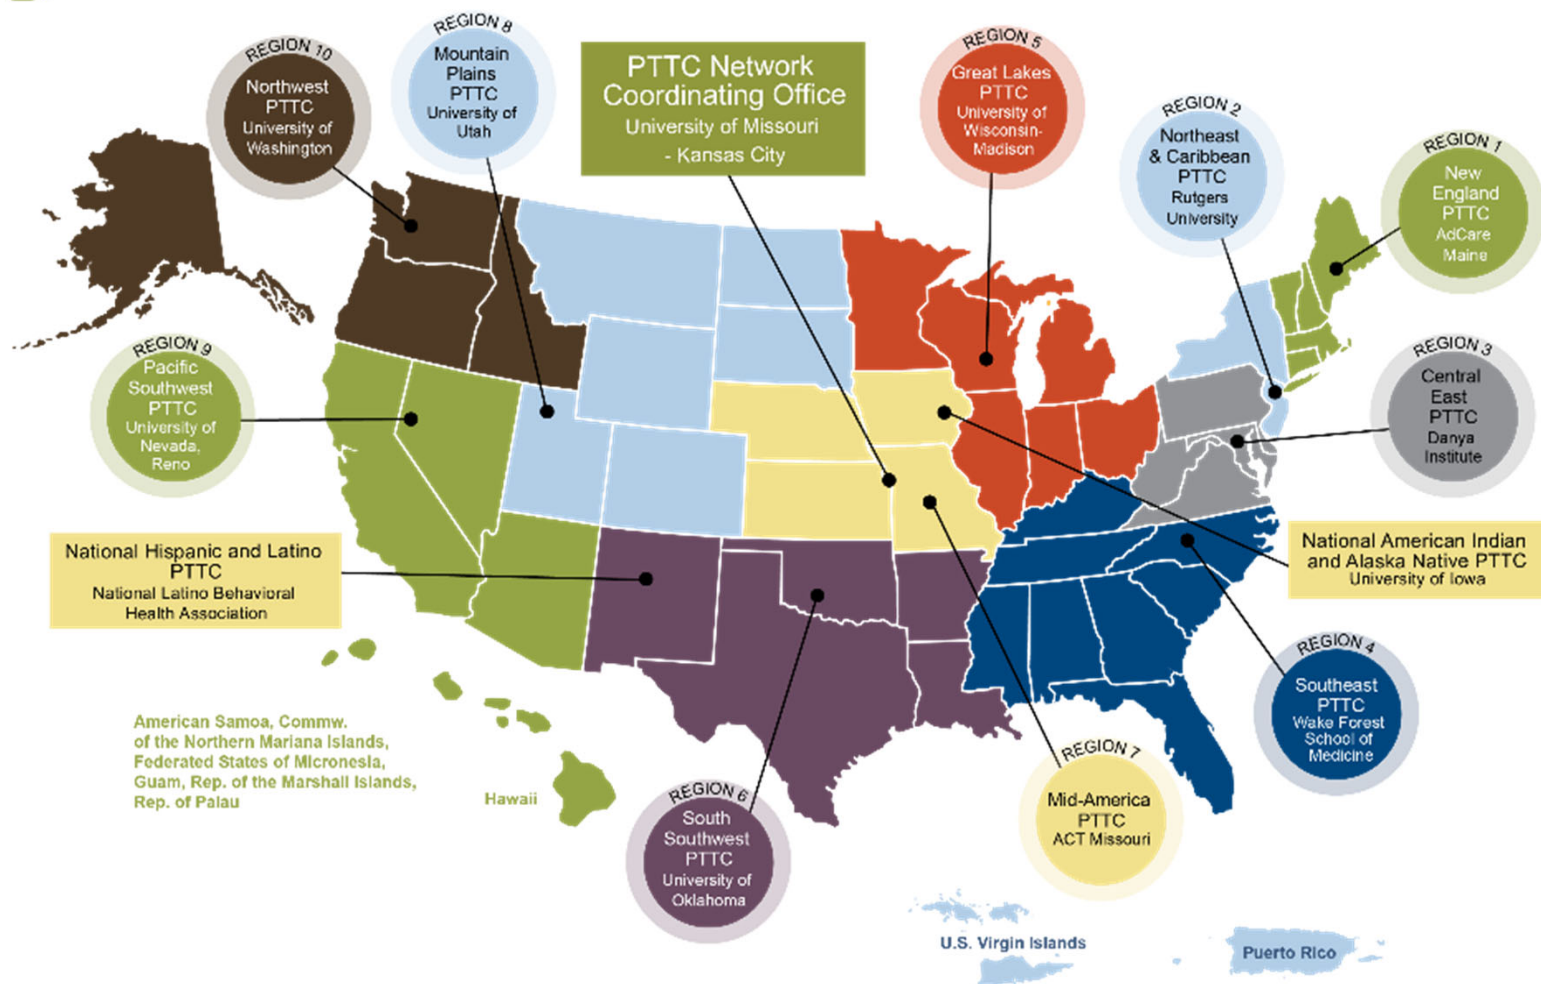 REGION 10
Northwest
PTTC
University of
Washington
REGION 8
Mountain
Plains
PTTC
University of
Utah
PTTC Network
Coordinating Office
University of Missouri
- Kansas City
REGION 5
Great Lakes
PTTC
University of
Wisconsin-
Madison
REGION 2
Northeast
& Caribbean
PTTC
Rutgers
University
REGION 1
New
England
PTTC
AdCare
Maine
REGION 9
Pacific
Southwest
PTTC
University of
Nevada,
Reno
REGION 3
Central
East
PTTC
Danya
Institute
National Hispanic and Latino
PTTC
National Latino Behavioral
Health Association
National American Indian
and Alaska Native PTTC
University of Iowa
REGION 4
Southeast
PTTC
Wake Forest
School of
Medicine
American Samoa, Commw.
of the Northern Mariana Islands,
Federated States of Micronesia,
Guam, Rep. of the Marshall Islands,
Rep. of Palau
Hawaii
REGION 6
South
Southwest
PTTC
University of
Oklahoma
REGION 7
Mid-America
PTTC
ACT Missouri
U.S. Virgin Islands
Puerto Rico